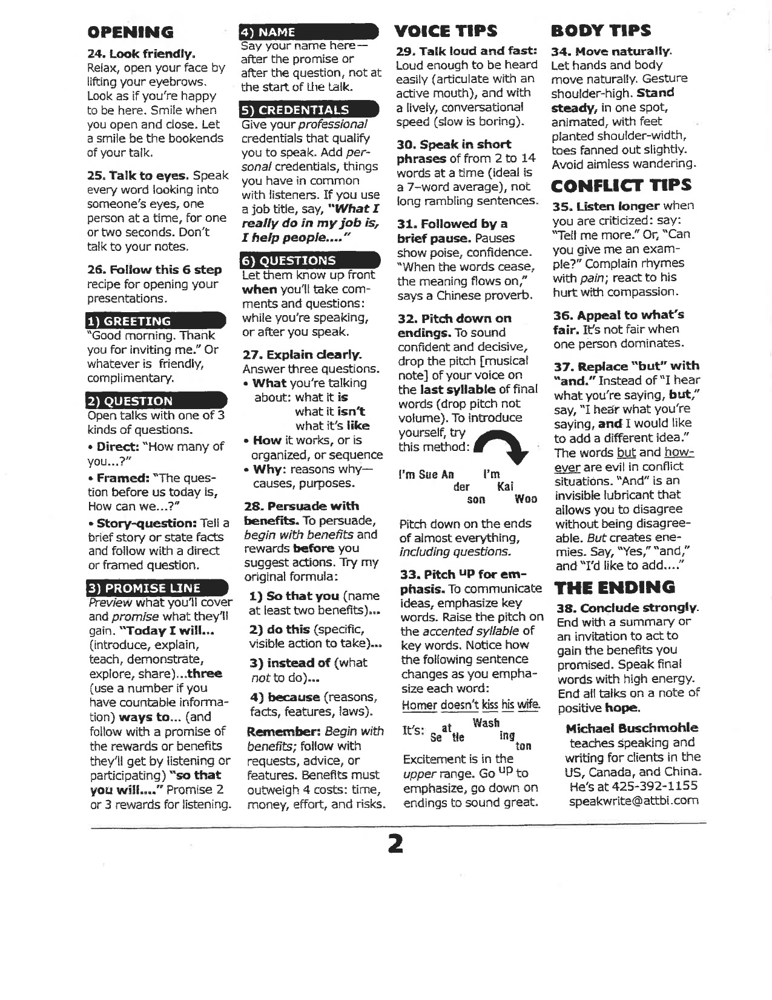 OPENING
24. Look friendly.
Relax, open your face by
lifting your eyebrows.
Look as if you're happy
to be here. Smile when
you open and close. Let
a smile be the bookends
of your talk.
25. Talk to eyes. Speak
every word looking into
someone's eyes, one
person at a time, for one
or two seconds. Don't
talk to your notes.
26. Follow this 6 step
recipe for opening your
presentations.
1) GREETING
"Good morning. Thank
you for inviting me." Or
whatever is friendly,
complimentary.
2) QUESTION
Open talks with one of 3
kinds of questions.
• Direct: "How many of
you...?"
• Framed: "The ques-
tion before us today is,
How can we...?"
• Story-question: Tell a
brief story or state facts
and follow with a direct
or framed question.
3) PROMISE LINE
Preview what you'll cover
and promise what they'll
gain. "Today I will...
(introduce, explain,
teach, demonstrate,
explore, share)...three
(use a number if you
have countable informa-
tion) ways to... (and
follow with a promise of
the rewards or benefits
they'll get by listening or
participating) "so that
you will...." Promise 2
or 3 rewards for listening.
4) NAME
Say your name here—
after the promise or
after the question, not at
the start of the talk.
5) CREDENTIALS
Give your professional
credentials that qualify
you to speak. Add per-
sonal credentials, things
you have in common
with listeners. If you use
a job title, say, "What I
really do in my job is,
I help people...."
6) QUESTIONS
Let them know up front
when you'll take com-
ments and questions:
while you're speaking,
or after you speak.
27. Explain clearly.
Answer three questions.
• What you're talking
about: what it is
what it isn't
what it's like
• How it works, or is
organized, or sequence
• Why: reasons why—
causes, purposes.
28. Persuade with
benefits. To persuade,
begin with benefits and
rewards before you
suggest actions. Try my
original formula:
1) So that you (name
at least two benefits)...
2) do this (specific,
visible action to take)...
3) instead of (what
not to do)...
4) because (reasons,
facts, features, laws).
Remember: Begin with
benefits; follow with
requests, advice, or
features. Benefits must
outweigh 4 costs: time,
money, effort, and risks.
VOICE TIPS
29. Talk loud and fast:
Loud enough to be heard
easily (articulate with an
active mouth), and with
a lively, conversational
speed (slow is boring).
30. Speak in short
phrases of from 2 to 14
words at a time (ideal is
a 7–word average), not
long rambling sentences.
31. Followed by a
brief pause. Pauses
show poise, confidence.
"When the words cease,
the meaning flows on,"
says a Chinese proverb.
32. Pitch down on
endings. To sound
confident and decisive,
drop the pitch [musical
note] of your voice on
the last syllable of final
words (drop pitch not
volume). To introduce
yourself, try
this method:
I'm Sue An I'm
der Kai
son Woo
Pitch down on the ends
of almost everything,
including questions.
33. Pitch up for em-
phasis. To communicate
ideas, emphasize key
words. Raise the pitch on
the accented syllable of
key words. Notice how
the following sentence
changes as you empha-
size each word:
Homer doesn't kiss his wife.
It's: Seattle Washington
Excitement is in the
upper range. Go up to
emphasize, go down on
endings to sound great.
BODY TIPS
34. Move naturally.
Let hands and body
move naturally. Gesture
shoulder-high. Stand
steady, in one spot,
animated, with feet
planted shoulder-width,
toes fanned out slightly.
Avoid aimless wandering.
CONFLICT TIPS
35. Listen longer when
you are criticized: say:
"Tell me more." Or, "Can
you give me an exam-
ple?" Complain rhymes
with pain; react to his
hurt with compassion.
36. Appeal to what's
fair. It's not fair when
one person dominates.
37. Replace "but" with
"and." Instead of "I hear
what you're saying, but,"
say, "I hear what you're
saying, and I would like
to add a different idea."
The words but and how-
ever are evil in conflict
situations. "And" is an
invisible lubricant that
allows you to disagree
without being disagree-
able. But creates ene-
mies. Say, "Yes," "and,"
and "I'd like to add...."
THE ENDING
38. Conclude strongly.
End with a summary or
an invitation to act to
gain the benefits you
promised. Speak final
words with high energy.
End all talks on a note of
positive hope.
Michael Buschmohle
teaches speaking and
writing for clients in the
US, Canada, and China.
He's at 425-392-1155
speakwrite@attbi.com
2